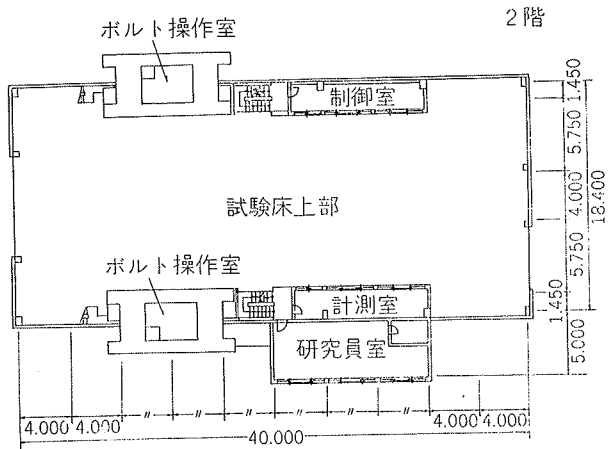 2階
ボルト操作室
制御室
試験床上部
ボルト操作室
計測室
研究員室
1.450
5.750
4.000
5.750
18.400
1.450
5.000
4.000 4.000 〃 〃 〃 〃 〃 〃 4.000 4.000
40.000